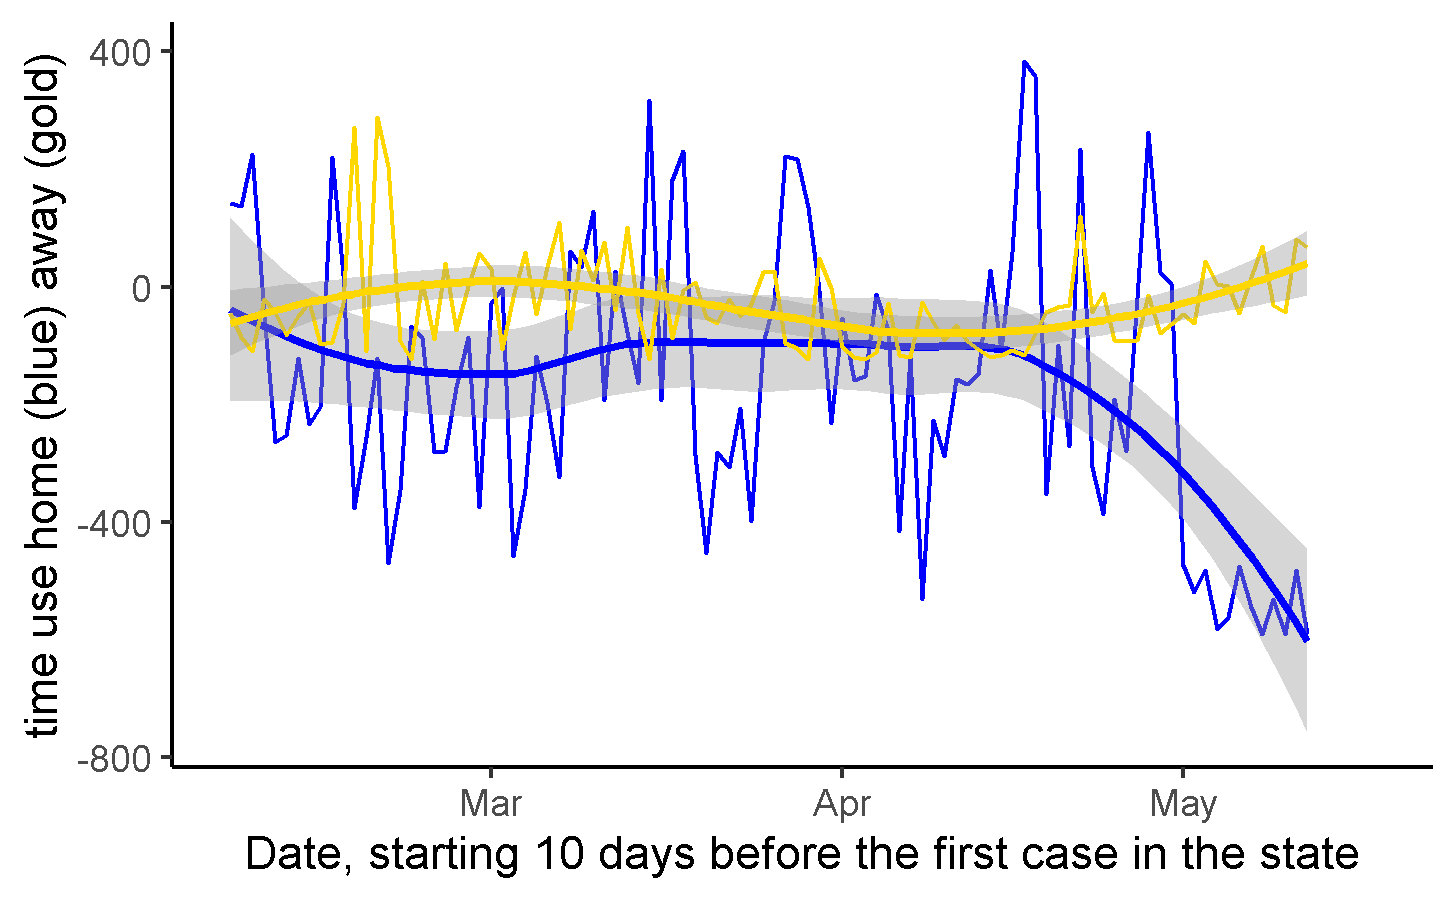 time use home (blue) away (gold)
400
0
-400
-800
Mar Apr May
Date, starting 10 days before the first case in the state